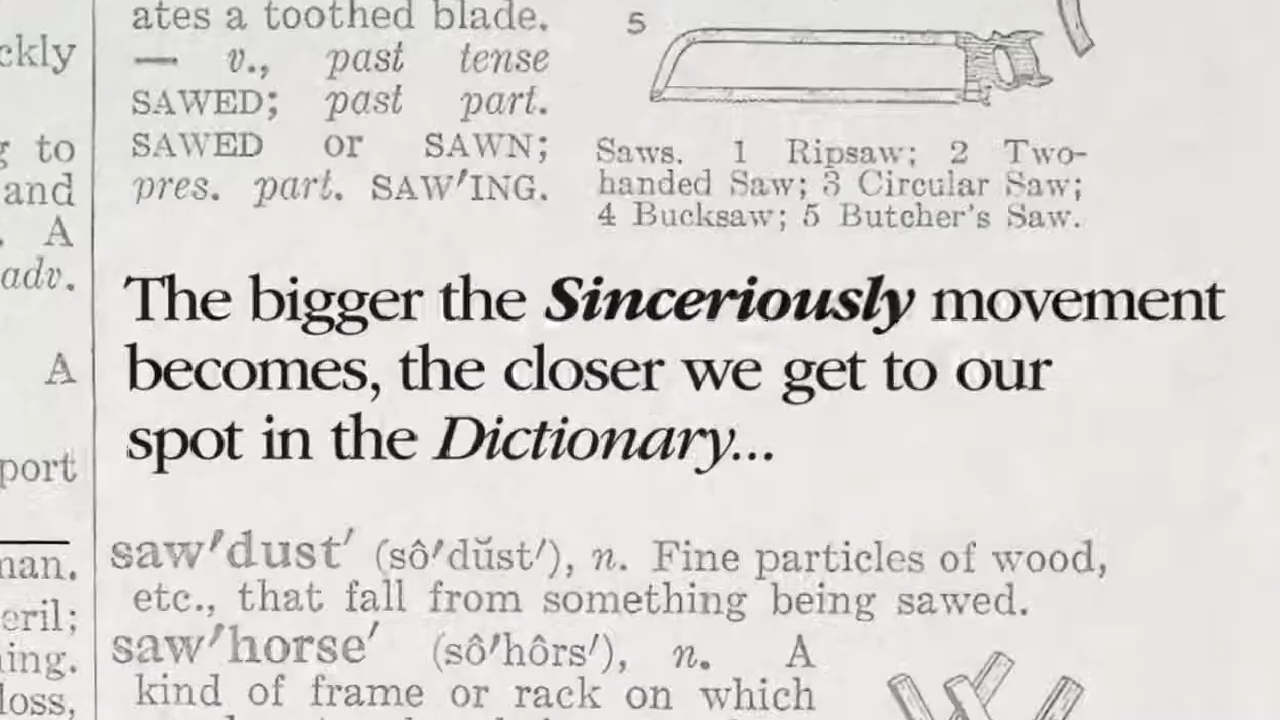 ates a toothed blade.
— v., past tense
SAWED; past part.
SAWED or SAWN;
pres. part. SAW′ING.
5
Saws. 1 Ripsaw; 2 Two-
handed Saw; 3 Circular Saw;
4 Bucksaw; 5 Butcher's Saw.
ckly
to
and
. A
adv.
A
port
man.
eril;
ing.
loss,
The bigger the Sinceriously movement
becomes, the closer we get to our
spot in the Dictionary...
saw′dust′ (sô′dŭst′), n. Fine particles of wood,
etc., that fall from something being sawed.
saw′horse′ (sô′hôrs′), n. A
kind of frame or rack on which